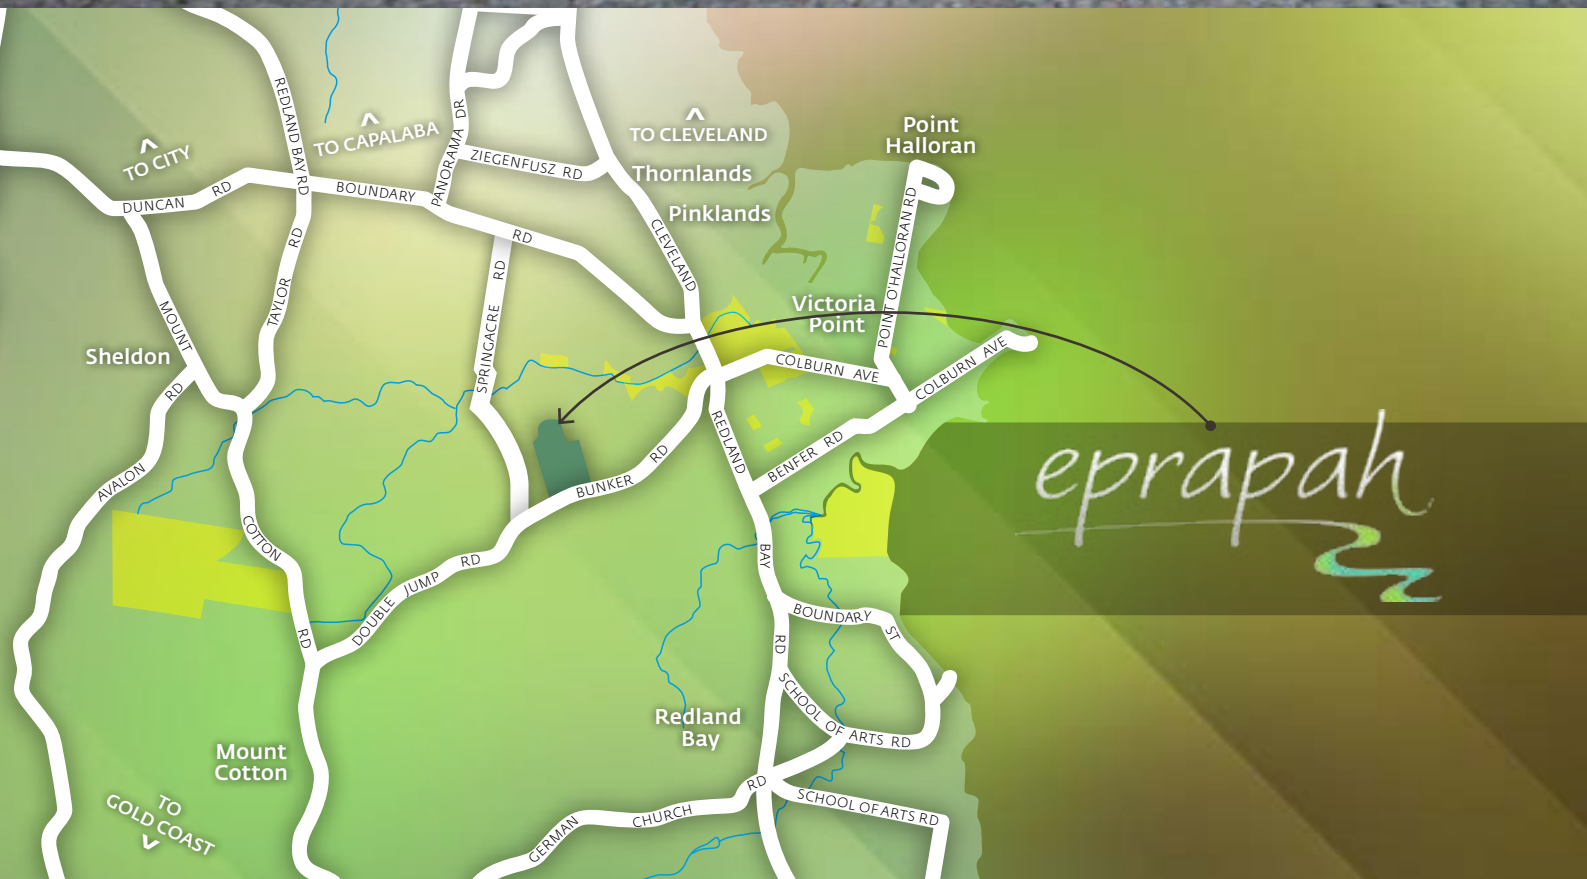 REDLAND BAY RD
PANORAMA DR
TO CAPALABA
TO CITY
TO CLEVELAND
Point
Halloran
ZIEGENFUSZ RD
Thornlands
DUNCAN RD
BOUNDARY RD
Pinklands
CLEVELAND
POINT O'HALLORAN RD
TAYLOR RD
SPRINGACRE RD
MOUNT
Victoria
Point
Sheldon
RD
COLBURN AVE
COLBURN AVE
REDLAND
BENFER RD
eprapah
AVALON
BUNKER RD
COTTON
BAY
DOUBLE JUMP RD
RD
BOUNDARY ST
RD
SCHOOL OF ARTS RD
Redland
Bay
Mount
Cotton
TO
GOLD COAST
GERMAN CHURCH RD
SCHOOL OF ARTS RD